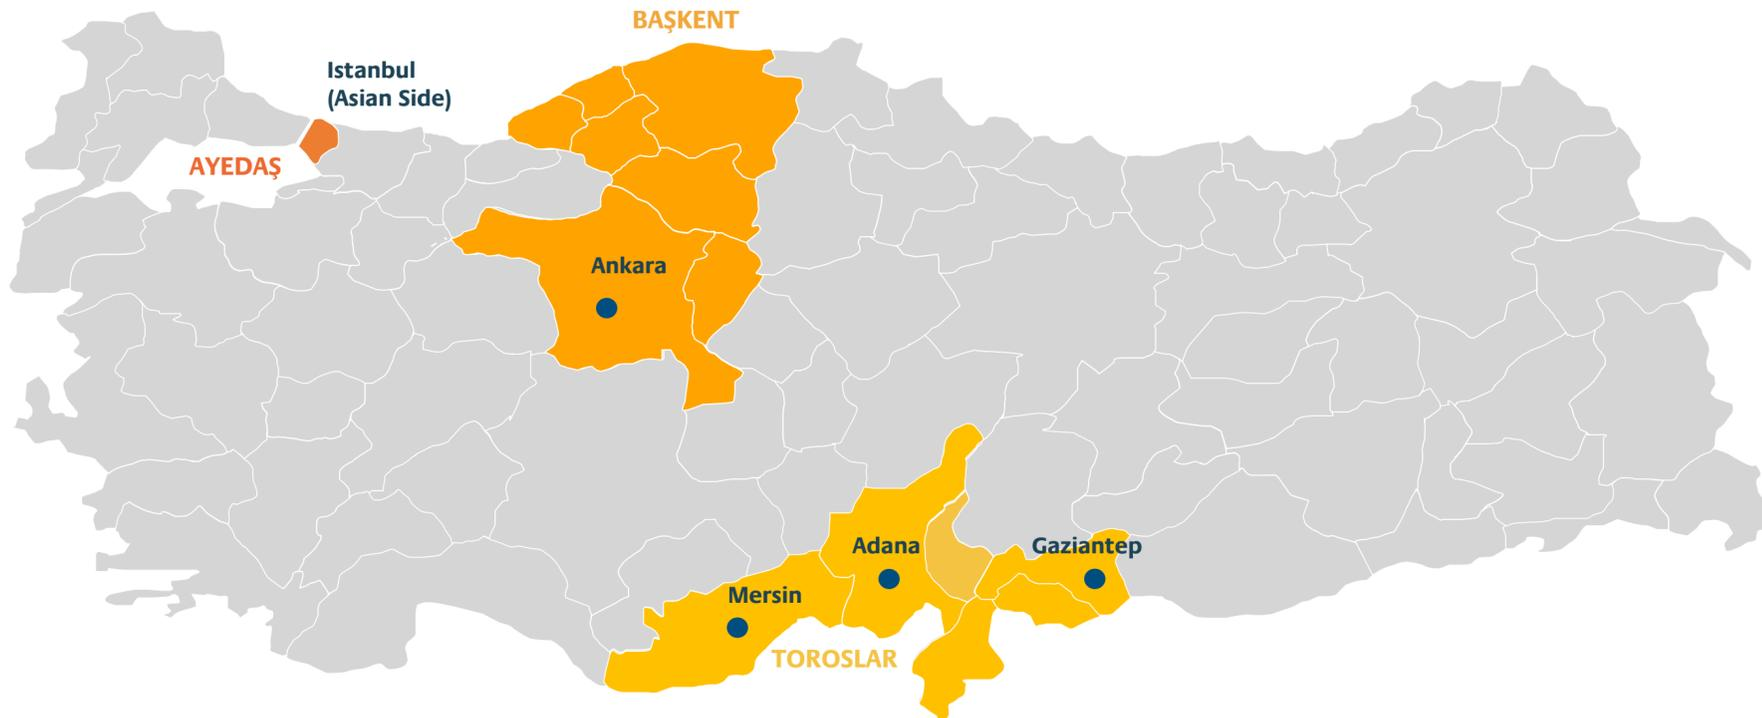 BAŞKENT
Istanbul
(Asian Side)
AYEDAŞ
Ankara
Adana
Gaziantep
Mersin
TOROSLAR